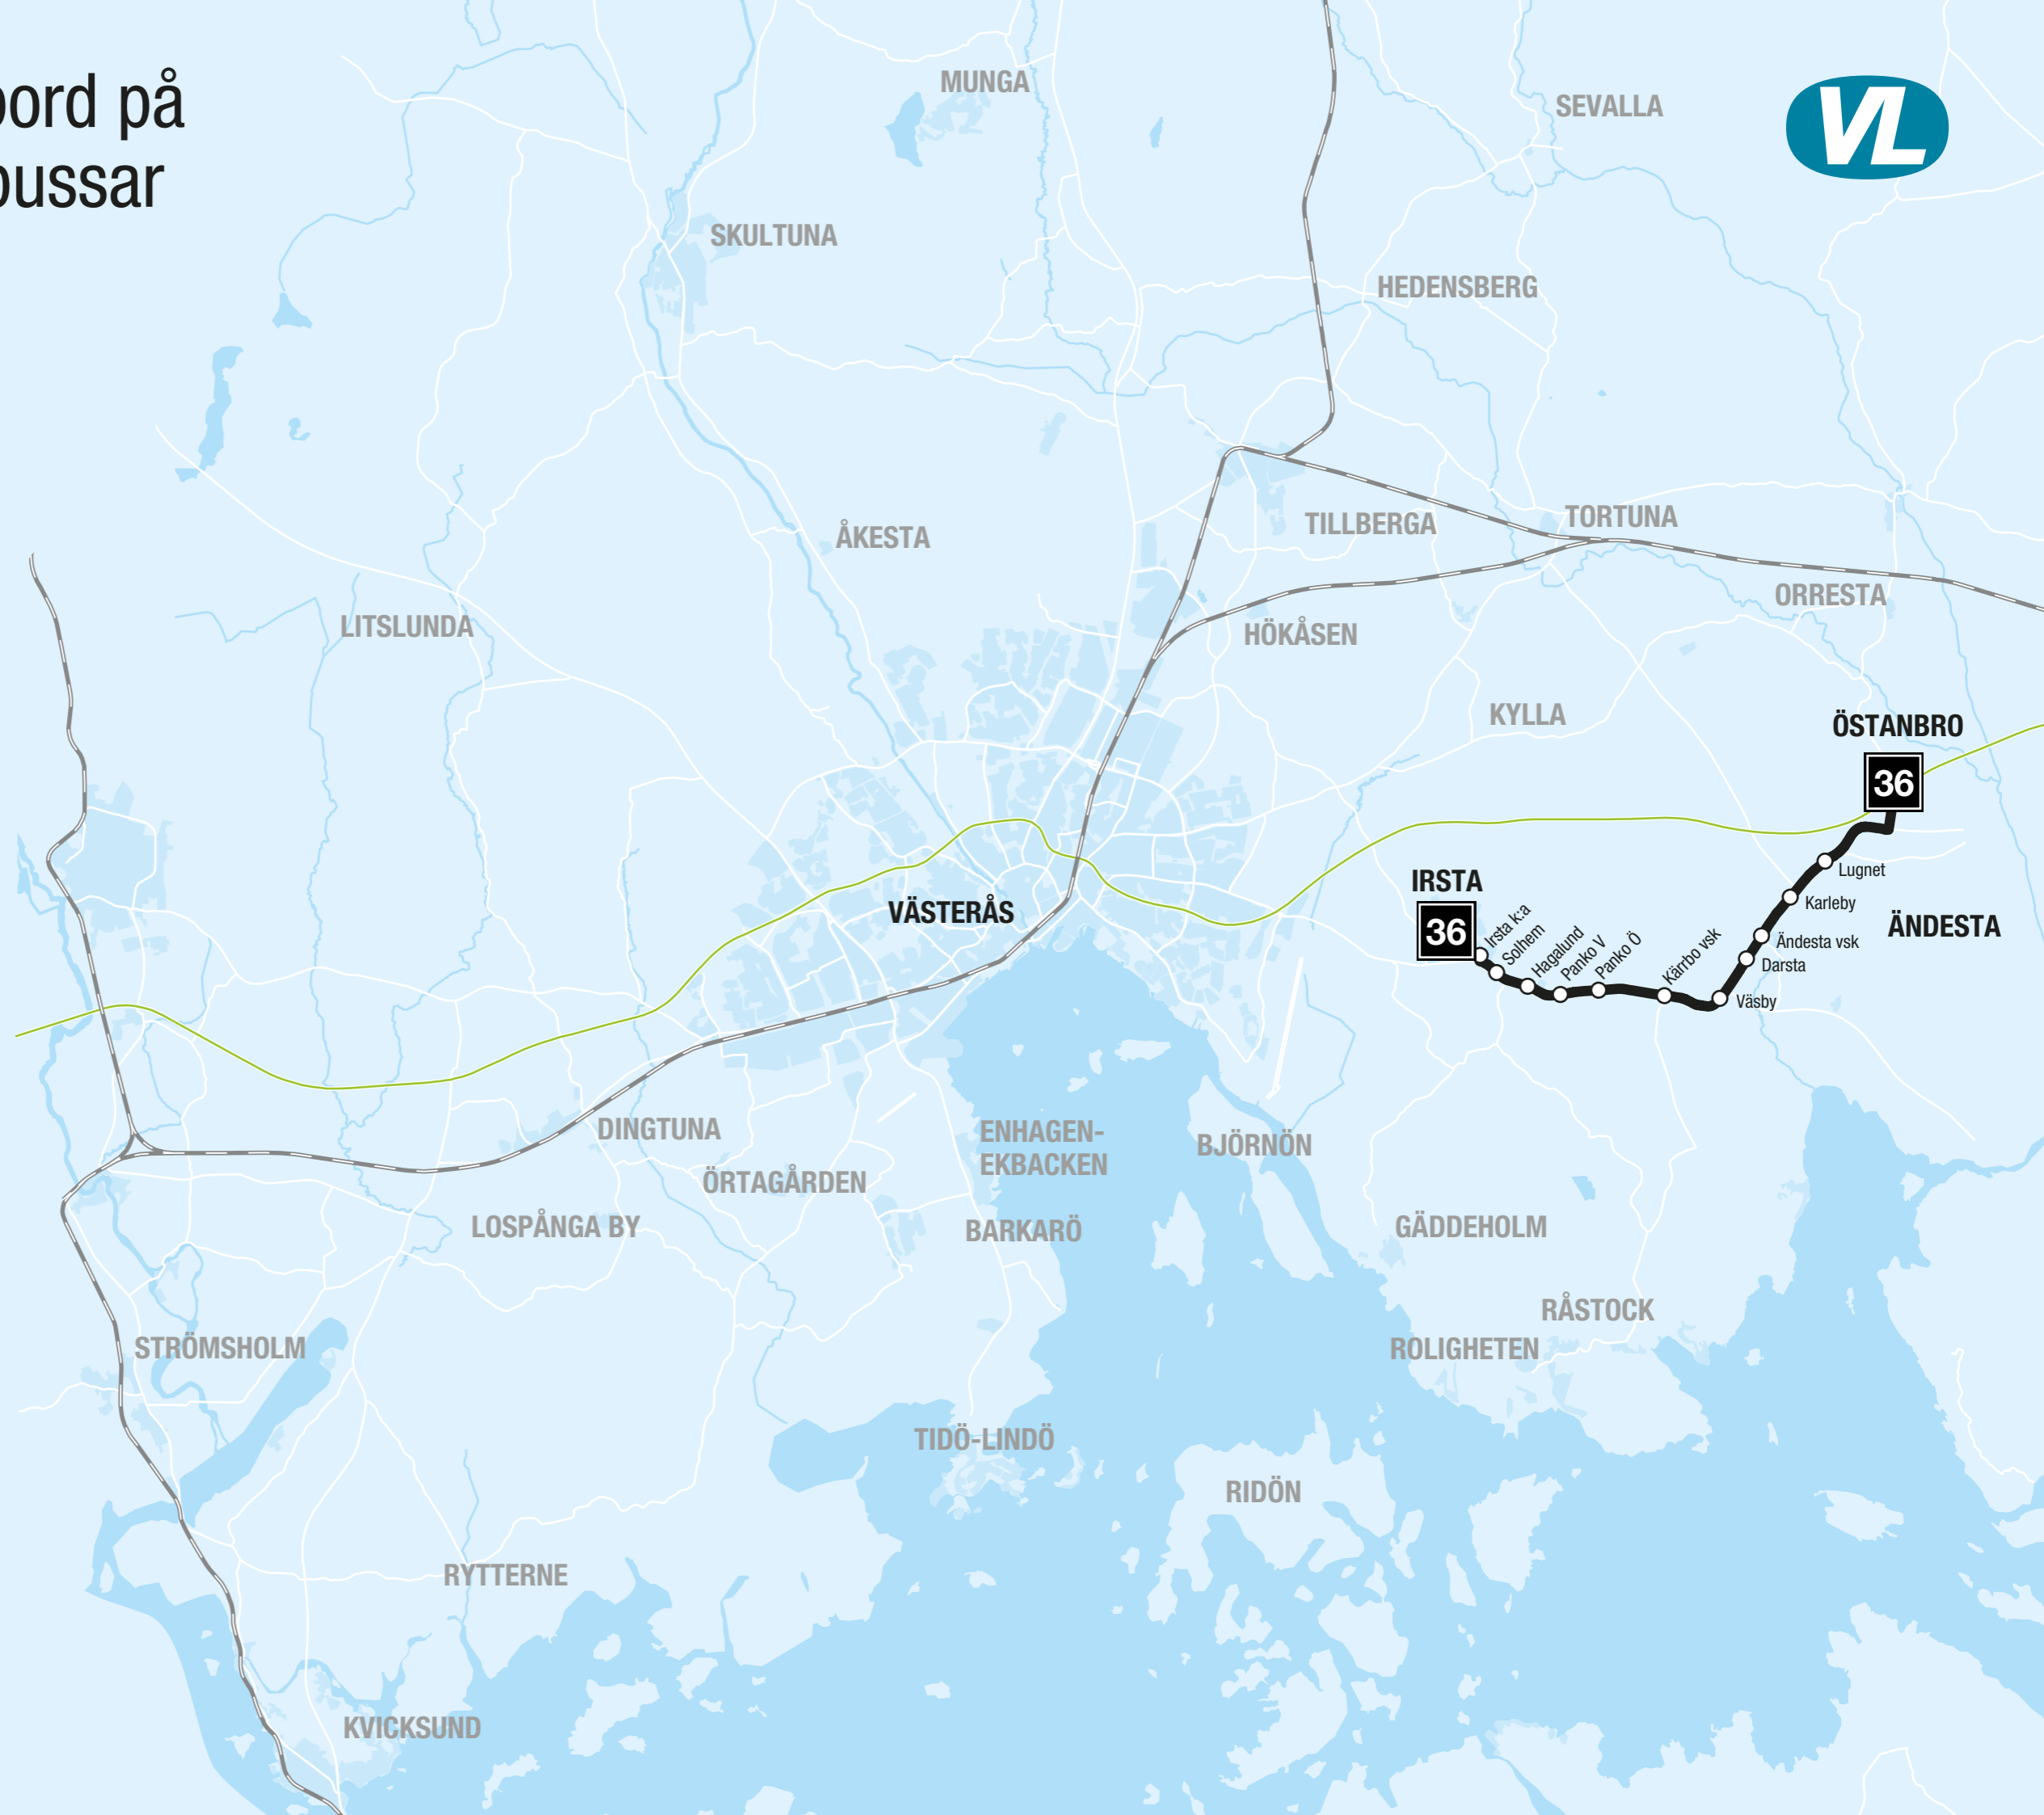 bord på
bussar
VL
MUNGA
SEVALLA
SKULTUNA
HEDENSBERG
ÅKESTA
TILLBERGA
TORTUNA
ORRESTA
LITSLUNDA
HÖKÅSEN
KYLLA
ÖSTANBRO
36
Lugnet
IRSTA
36
VÄSTERÅS
Karleby
ÄNDESTA
Irsta k:a
Solhem
Hagalund
Panko V
Panko Ö
Kärrbo vsk
Ändesta vsk
Darsta
Väsby
DINGTUNA
ENHAGEN-
EKBACKEN
BJÖRNÖN
ÖRTAGÅRDEN
LOSPÅNGA BY
BARKARÖ
GÄDDEHOLM
RÅSTOCK
STRÖMSHOLM
ROLIGHETEN
TIDÖ-LINDÖ
RIDÖN
RYTTERNE
KVICKSUND